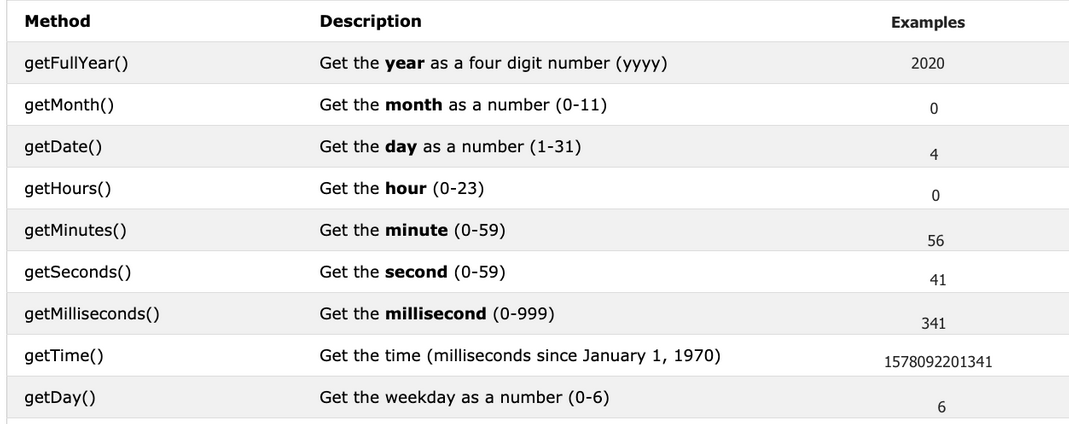 Method Description Examples
getFullYear() Get the year as a four digit number (yyyy) 2020
getMonth() Get the month as a number (0-11) 0
getDate() Get the day as a number (1-31) 4
getHours() Get the hour (0-23) 0
getMinutes() Get the minute (0-59) 56
getSeconds() Get the second (0-59) 41
getMilliseconds() Get the millisecond (0-999) 341
getTime() Get the time (milliseconds since January 1, 1970) 1578092201341
getDay() Get the weekday as a number (0-6) 6